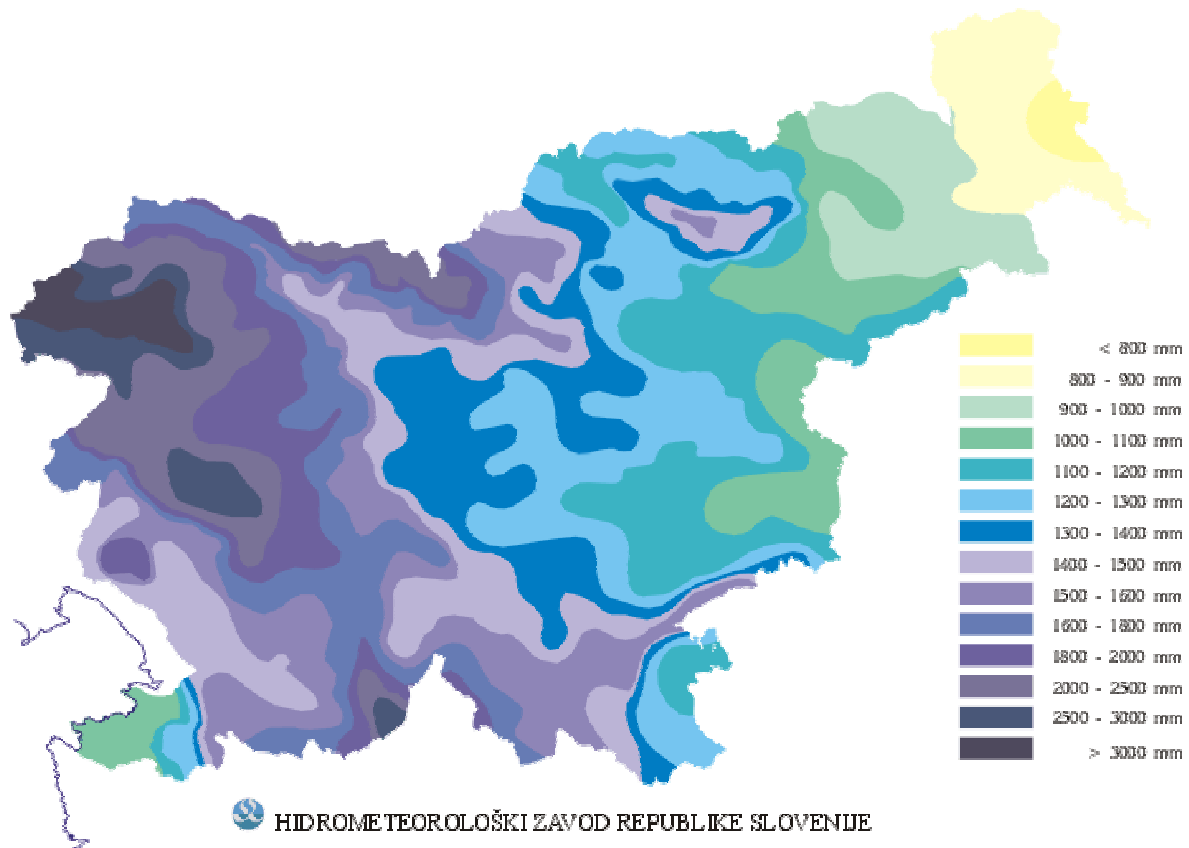 < 800 mm
800 - 900 mm
900 - 1000 mm
1000 - 1100 mm
1100 - 1200 mm
1200 - 1300 mm
1300 - 1400 mm
1400 - 1500 mm
1500 - 1600 mm
1600 - 1800 mm
1800 - 2000 mm
2000 - 2500 mm
2500 - 3000 mm
> 3000 mm
HIDROMETEOROLOŠKI ZAVOD REPUBLIKE SLOVENIJE